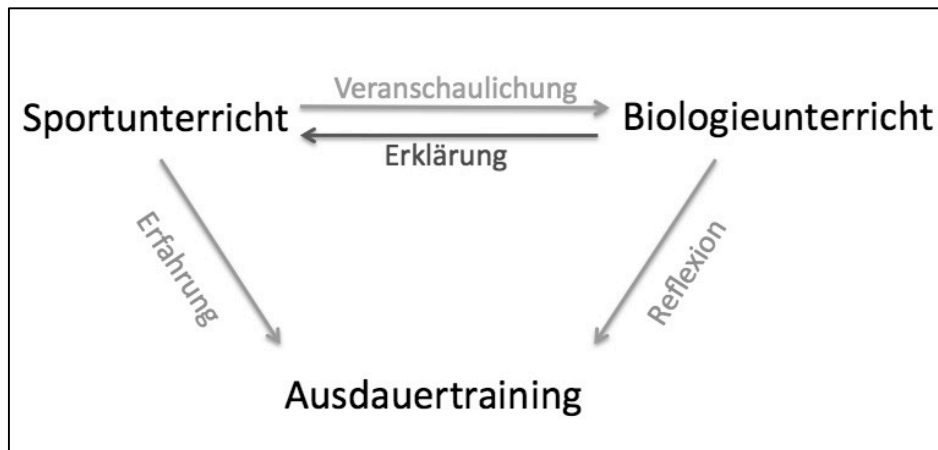 Veranschaulichung
Sportunterricht
Biologieunterricht
Erklärung
Erfahrung
Reflexion
Ausdauertraining